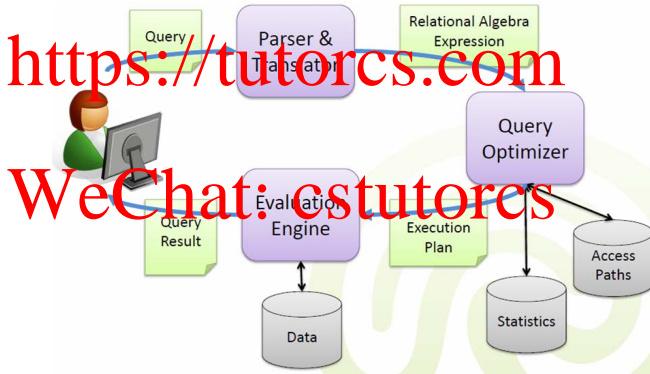 Query
Parser &
Translator
Relational Algebra
Expression
https://tutorcs.com
Query
Optimizer
WeChat: cstutorcs
Query
Result
Evaluation
Engine
Execution
Plan
Access
Paths
Statistics
Data